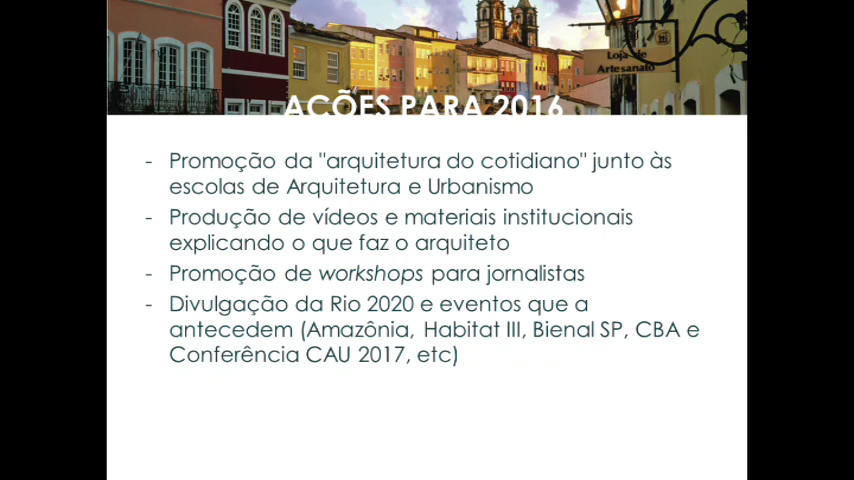 Loja de
Artesanato
AÇÕES PARA 2016
- Promoção da "arquitetura do cotidiano" junto às
escolas de Arquitetura e Urbanismo
- Produção de vídeos e materiais institucionais
explicando o que faz o arquiteto
- Promoção de workshops para jornalistas
- Divulgação da Rio 2020 e eventos que a
antecedem (Amazônia, Habitat III, Bienal SP, CBA e
Conferência CAU 2017, etc)